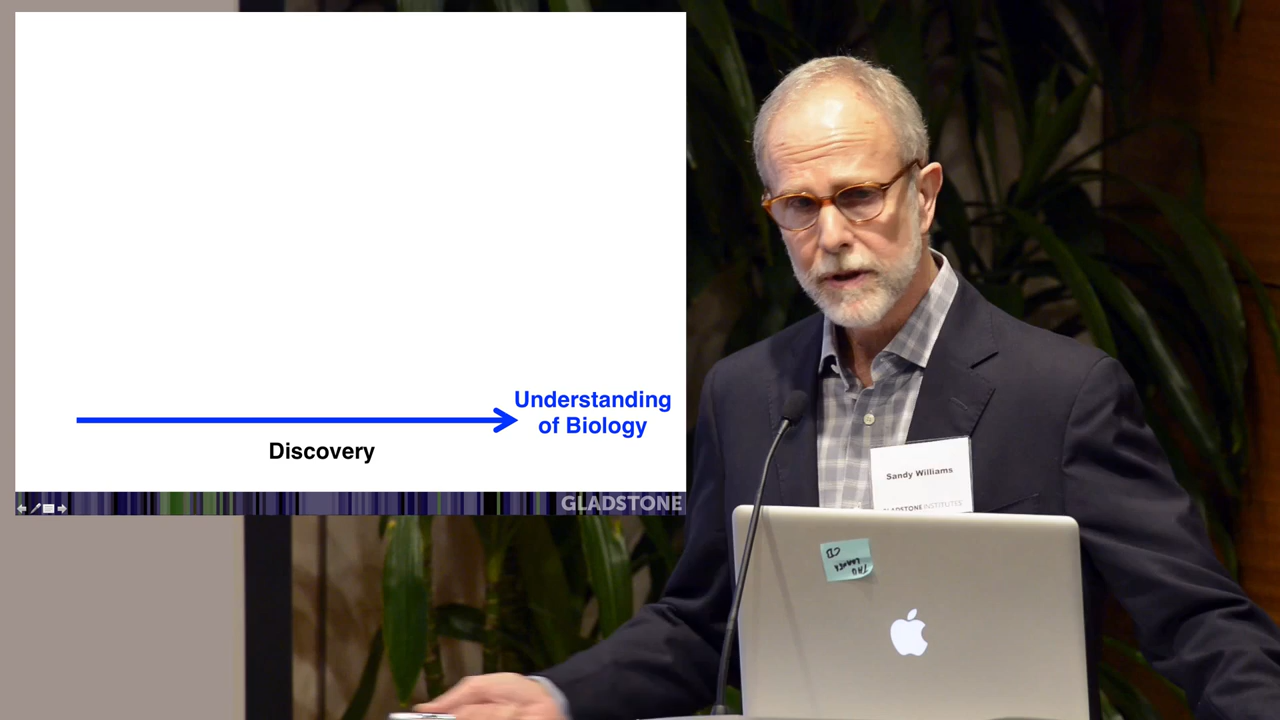 Understanding
of Biology
Discovery
GLADSTONE
Sandy Williams
GLADSTONE INSTITUTES